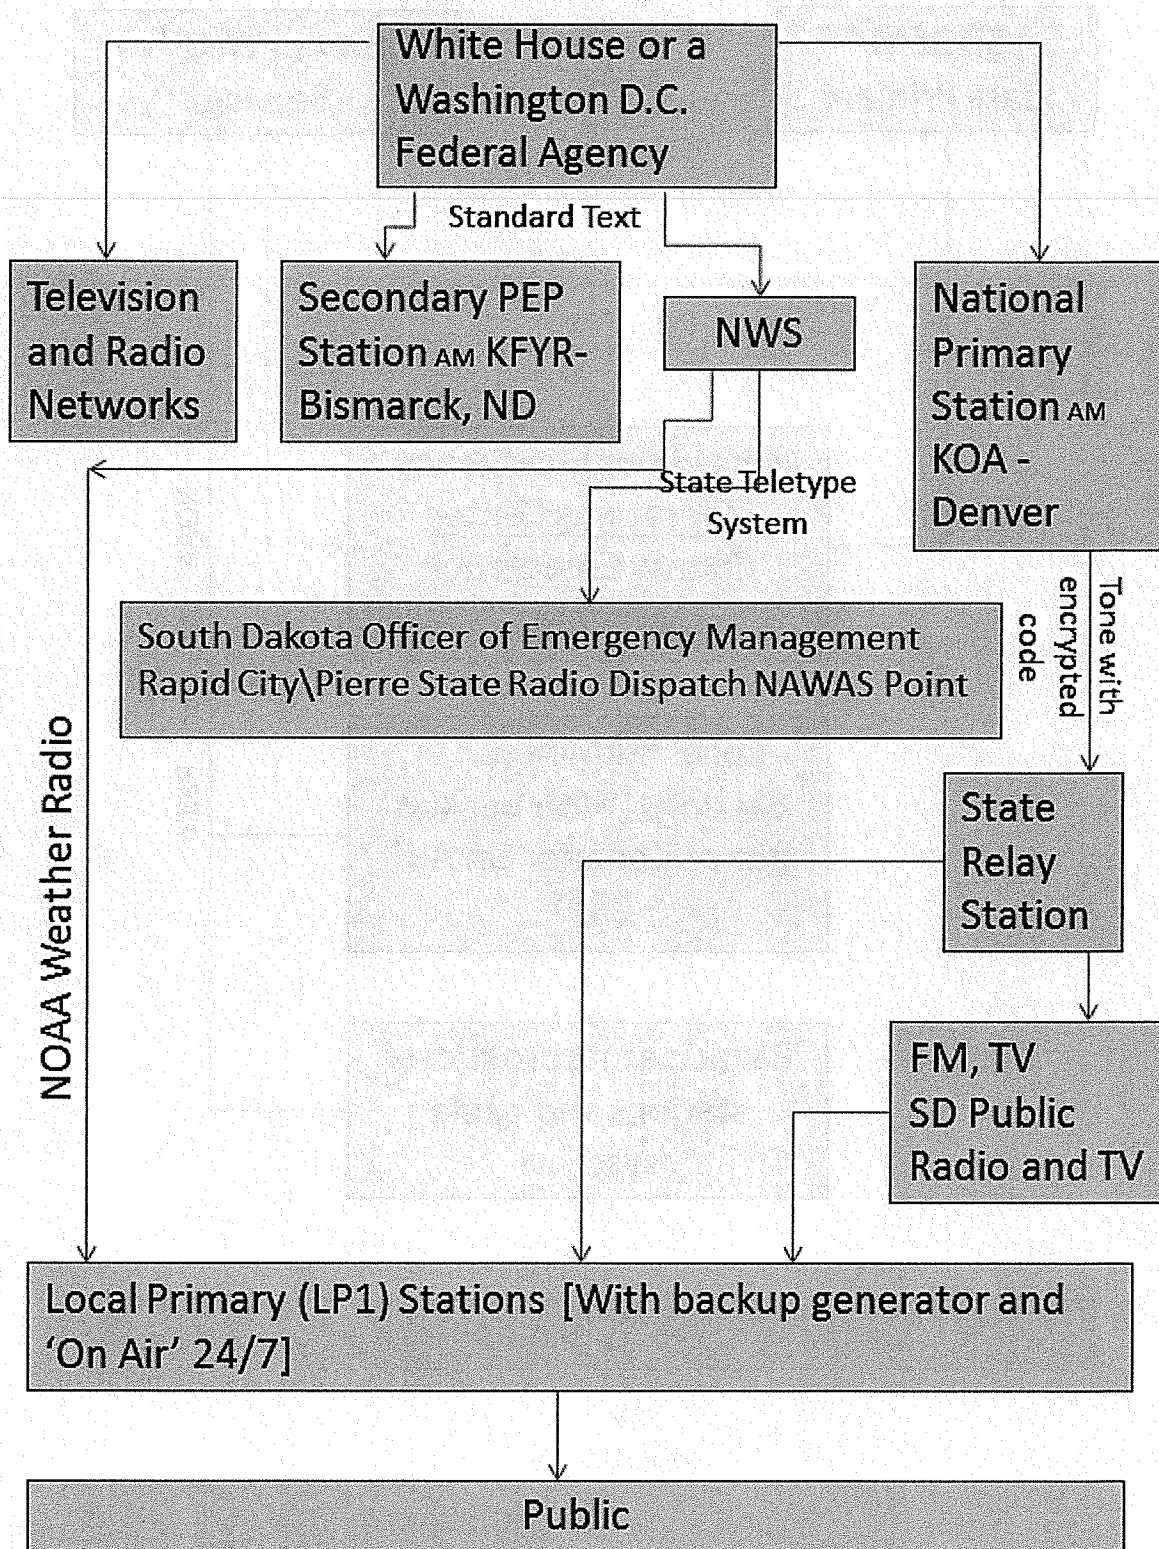 White House or a
Washington D.C.
Federal Agency
Standard Text
Television
and Radio
Networks
Secondary PEP
Station AM KFYR-
Bismarck, ND
NWS
National
Primary
Station AM
KOA -
Denver
State Teletype
System
Tone with
encrypted
code
South Dakota Officer of Emergency Management
Rapid City\Pierre State Radio Dispatch NAWAS Point
NOAA Weather Radio
State
Relay
Station
FM, TV
SD Public
Radio and TV
Local Primary (LP1) Stations [With backup generator and
‘On Air’ 24/7]
Public